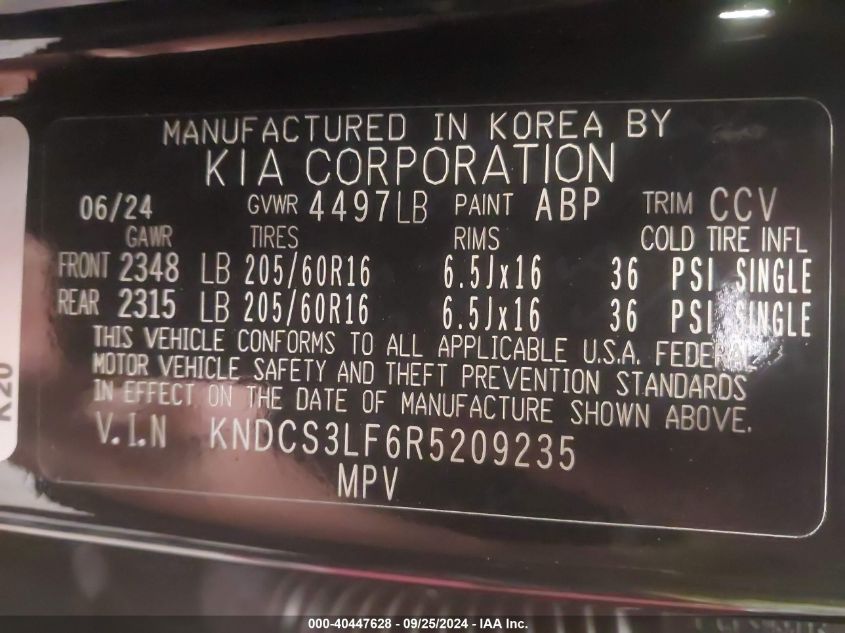 MANUFACTURED IN KOREA BY
KIA CORPORATION
06/24 GVWR 4497LB PAINT ABP TRIM CCV
GAWR TIRES RIMS COLD TIRE INFL
FRONT 2348 LB 205/60R16 6.5Jx16 36 PSI SINGLE
REAR 2315 LB 205/60R16 6.5Jx16 36 PSI SINGLE
THIS VEHICLE CONFORMS TO ALL APPLICABLE U.S.A. FEDERAL
MOTOR VEHICLE SAFETY AND THEFT PREVENTION STANDARDS
IN EFFECT ON THE DATE OF MANUFACTURE SHOWN ABOVE.
V.I.N KNDCS3LF6R5209235
MPV
K20
000-40447628 - 09/25/2024 - IAA Inc.